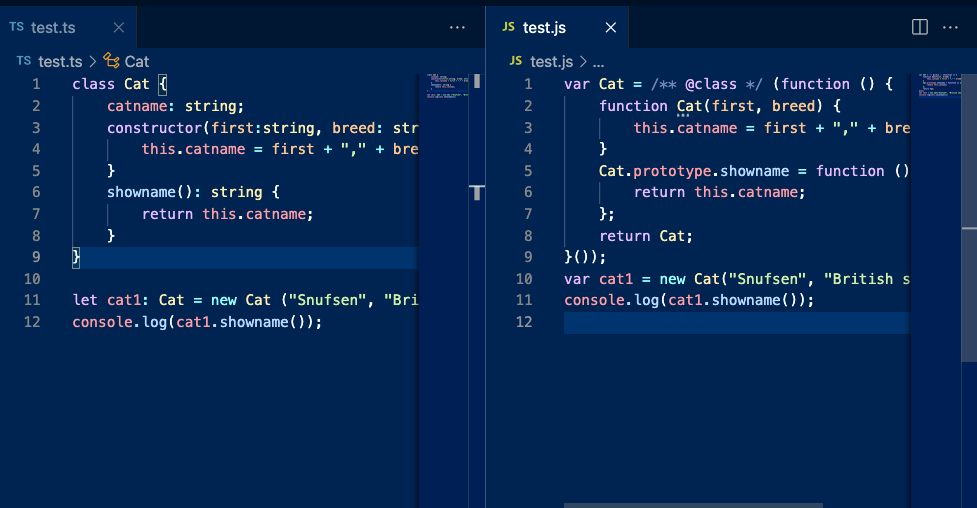 TS test.ts
TS test.ts > Cat
1 class Cat {
2 catname: string;
3 constructor(first:string, breed: str
4 this.catname = first + "," + bre
5 }
6 showname(): string {
7 return this.catname;
8 }
9 }
10
11 let cat1: Cat = new Cat ("Snufsen", "Bri
12 console.log(cat1.showname());
JS test.js
JS test.js > ...
1 var Cat = /** @class */ (function () {
2 function Cat(first, breed) {
3 this.catname = first + "," + bre
4 }
5 Cat.prototype.showname = function ()
6 return this.catname;
7 };
8 return Cat;
9 }());
10 var cat1 = new Cat("Snufsen", "British s
11 console.log(cat1.showname());
12